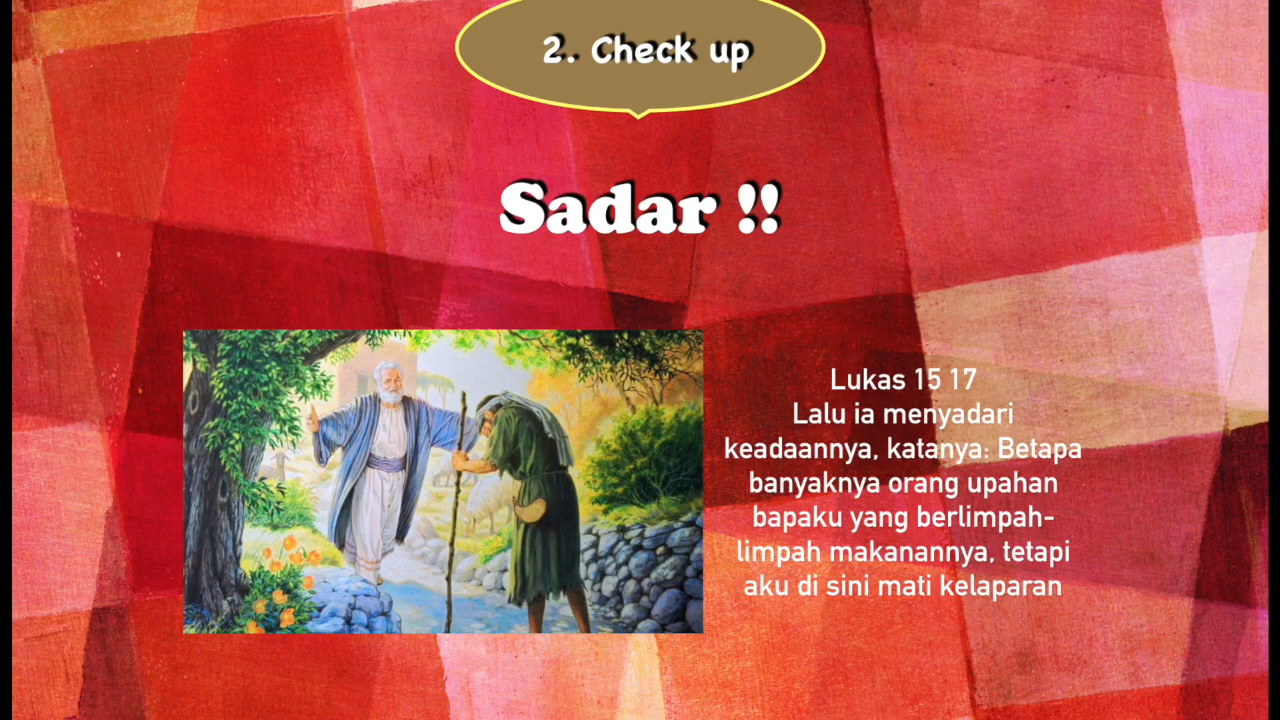 2. Check up
Sadar !!
Lukas 15 17
Lalu ia menyadari
keadaannya, katanya: Betapa
banyaknya orang upahan
bapaku yang berlimpah-
limpah makanannya, tetapi
aku di sini mati kelaparan